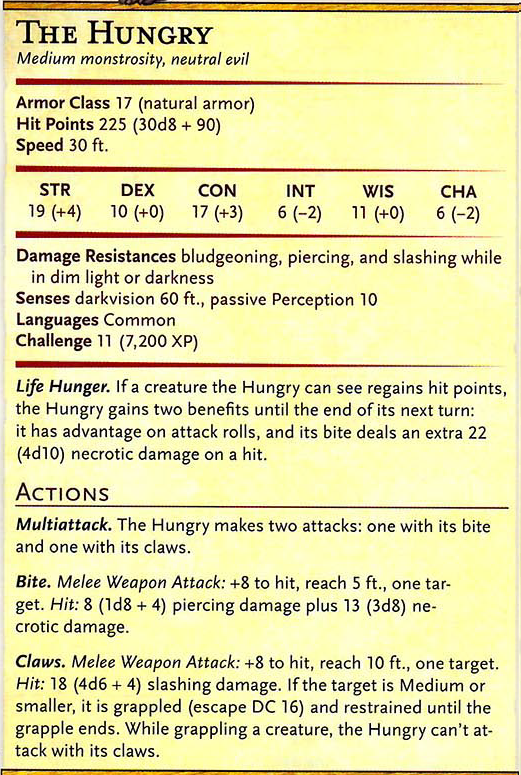 THE HUNGRY
Medium monstrosity, neutral evil
Armor Class 17 (natural armor)
Hit Points 225 (30d8 + 90)
Speed 30 ft.
STR DEX CON INT WIS CHA
19 (+4) 10 (+0) 17 (+3) 6 (−2) 11 (+0) 6 (−2)
Damage Resistances bludgeoning, piercing, and slashing while
in dim light or darkness
Senses darkvision 60 ft., passive Perception 10
Languages Common
Challenge 11 (7,200 XP)
Life Hunger. If a creature the Hungry can see regains hit points,
the Hungry gains two benefits until the end of its next turn:
it has advantage on attack rolls, and its bite deals an extra 22
(4d10) necrotic damage on a hit.
ACTIONS
Multiattack. The Hungry makes two attacks: one with its bite
and one with its claws.
Bite. Melee Weapon Attack: +8 to hit, reach 5 ft., one tar-
get. Hit: 8 (1d8 + 4) piercing damage plus 13 (3d8) ne-
crotic damage.
Claws. Melee Weapon Attack: +8 to hit, reach 10 ft., one target.
Hit: 18 (4d6 + 4) slashing damage. If the target is Medium or
smaller, it is grappled (escape DC 16) and restrained until the
grapple ends. While grappling a creature, the Hungry can't at-
tack with its claws.